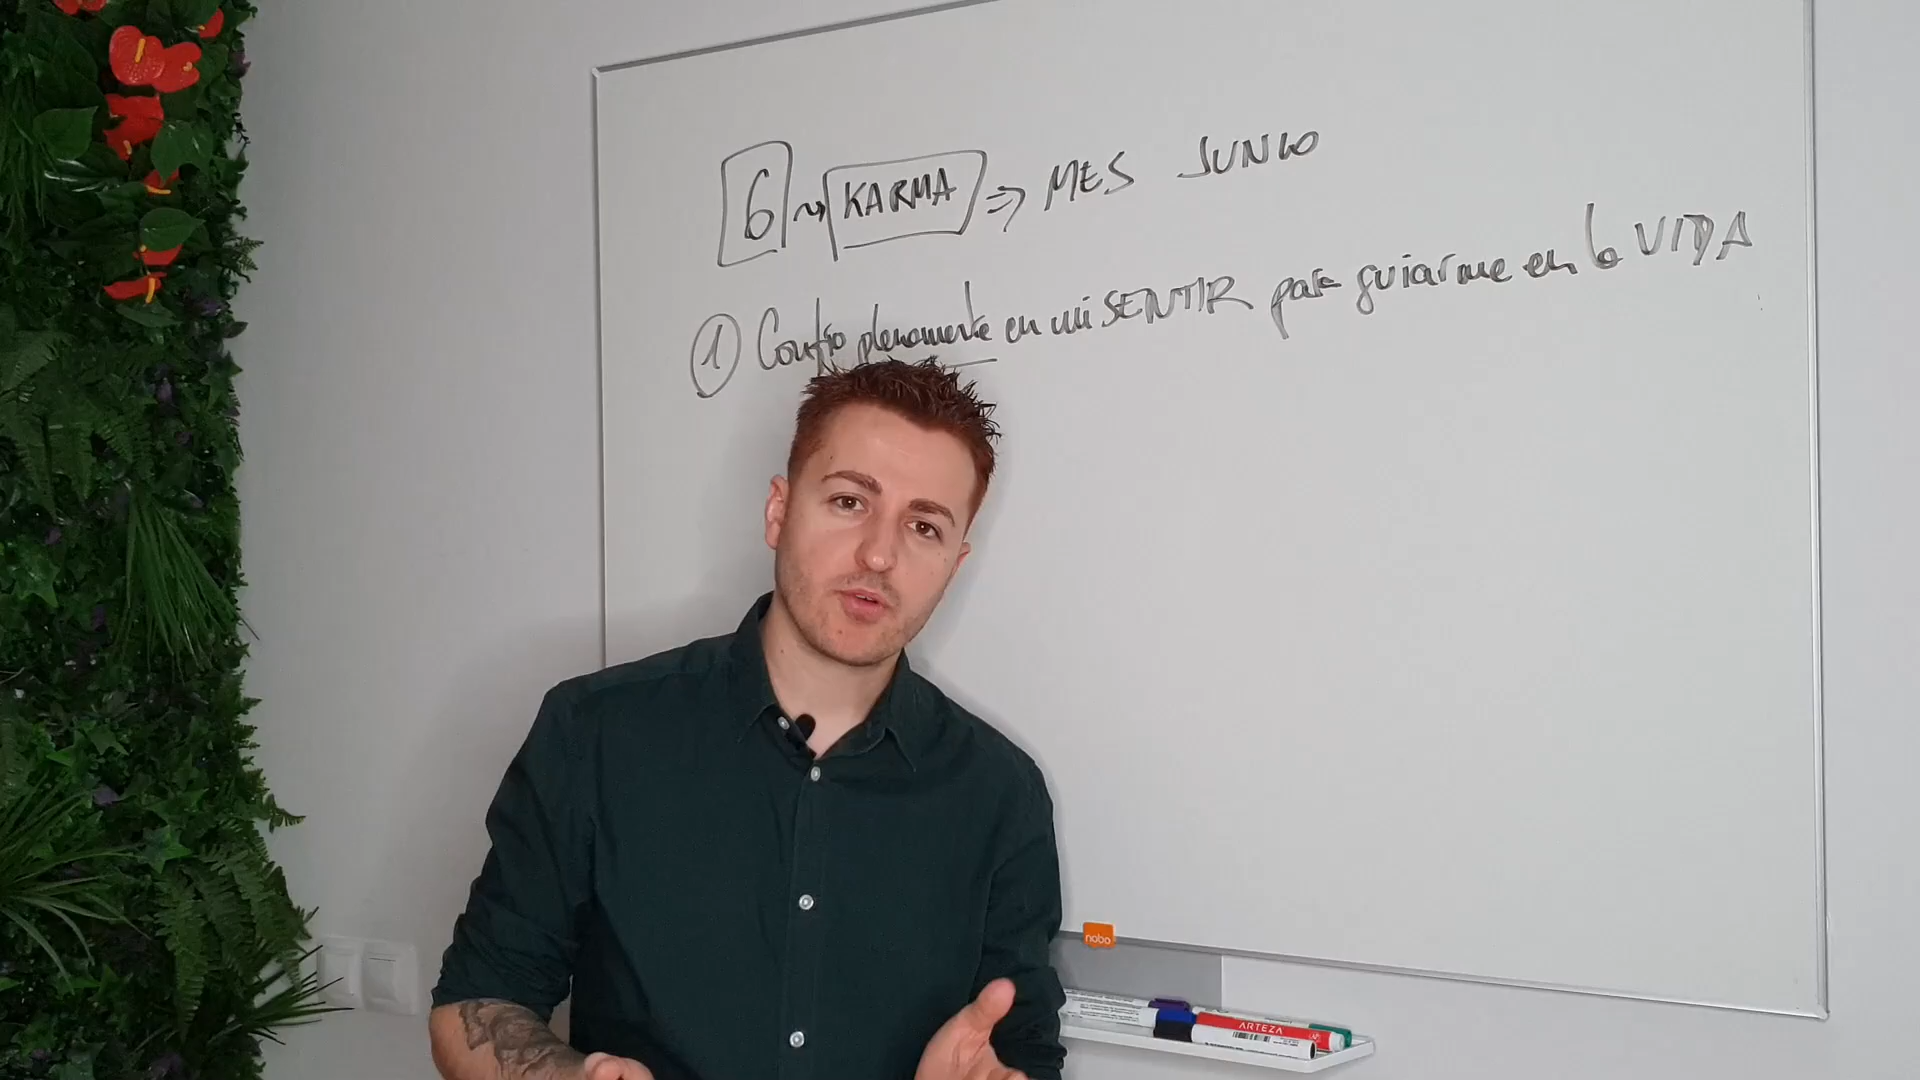 6 → KARMA ⇒ MES JUNIO
① Confío plenamente en mi SENTIR para guiarme en la VIDA
nobo
ARTEZA